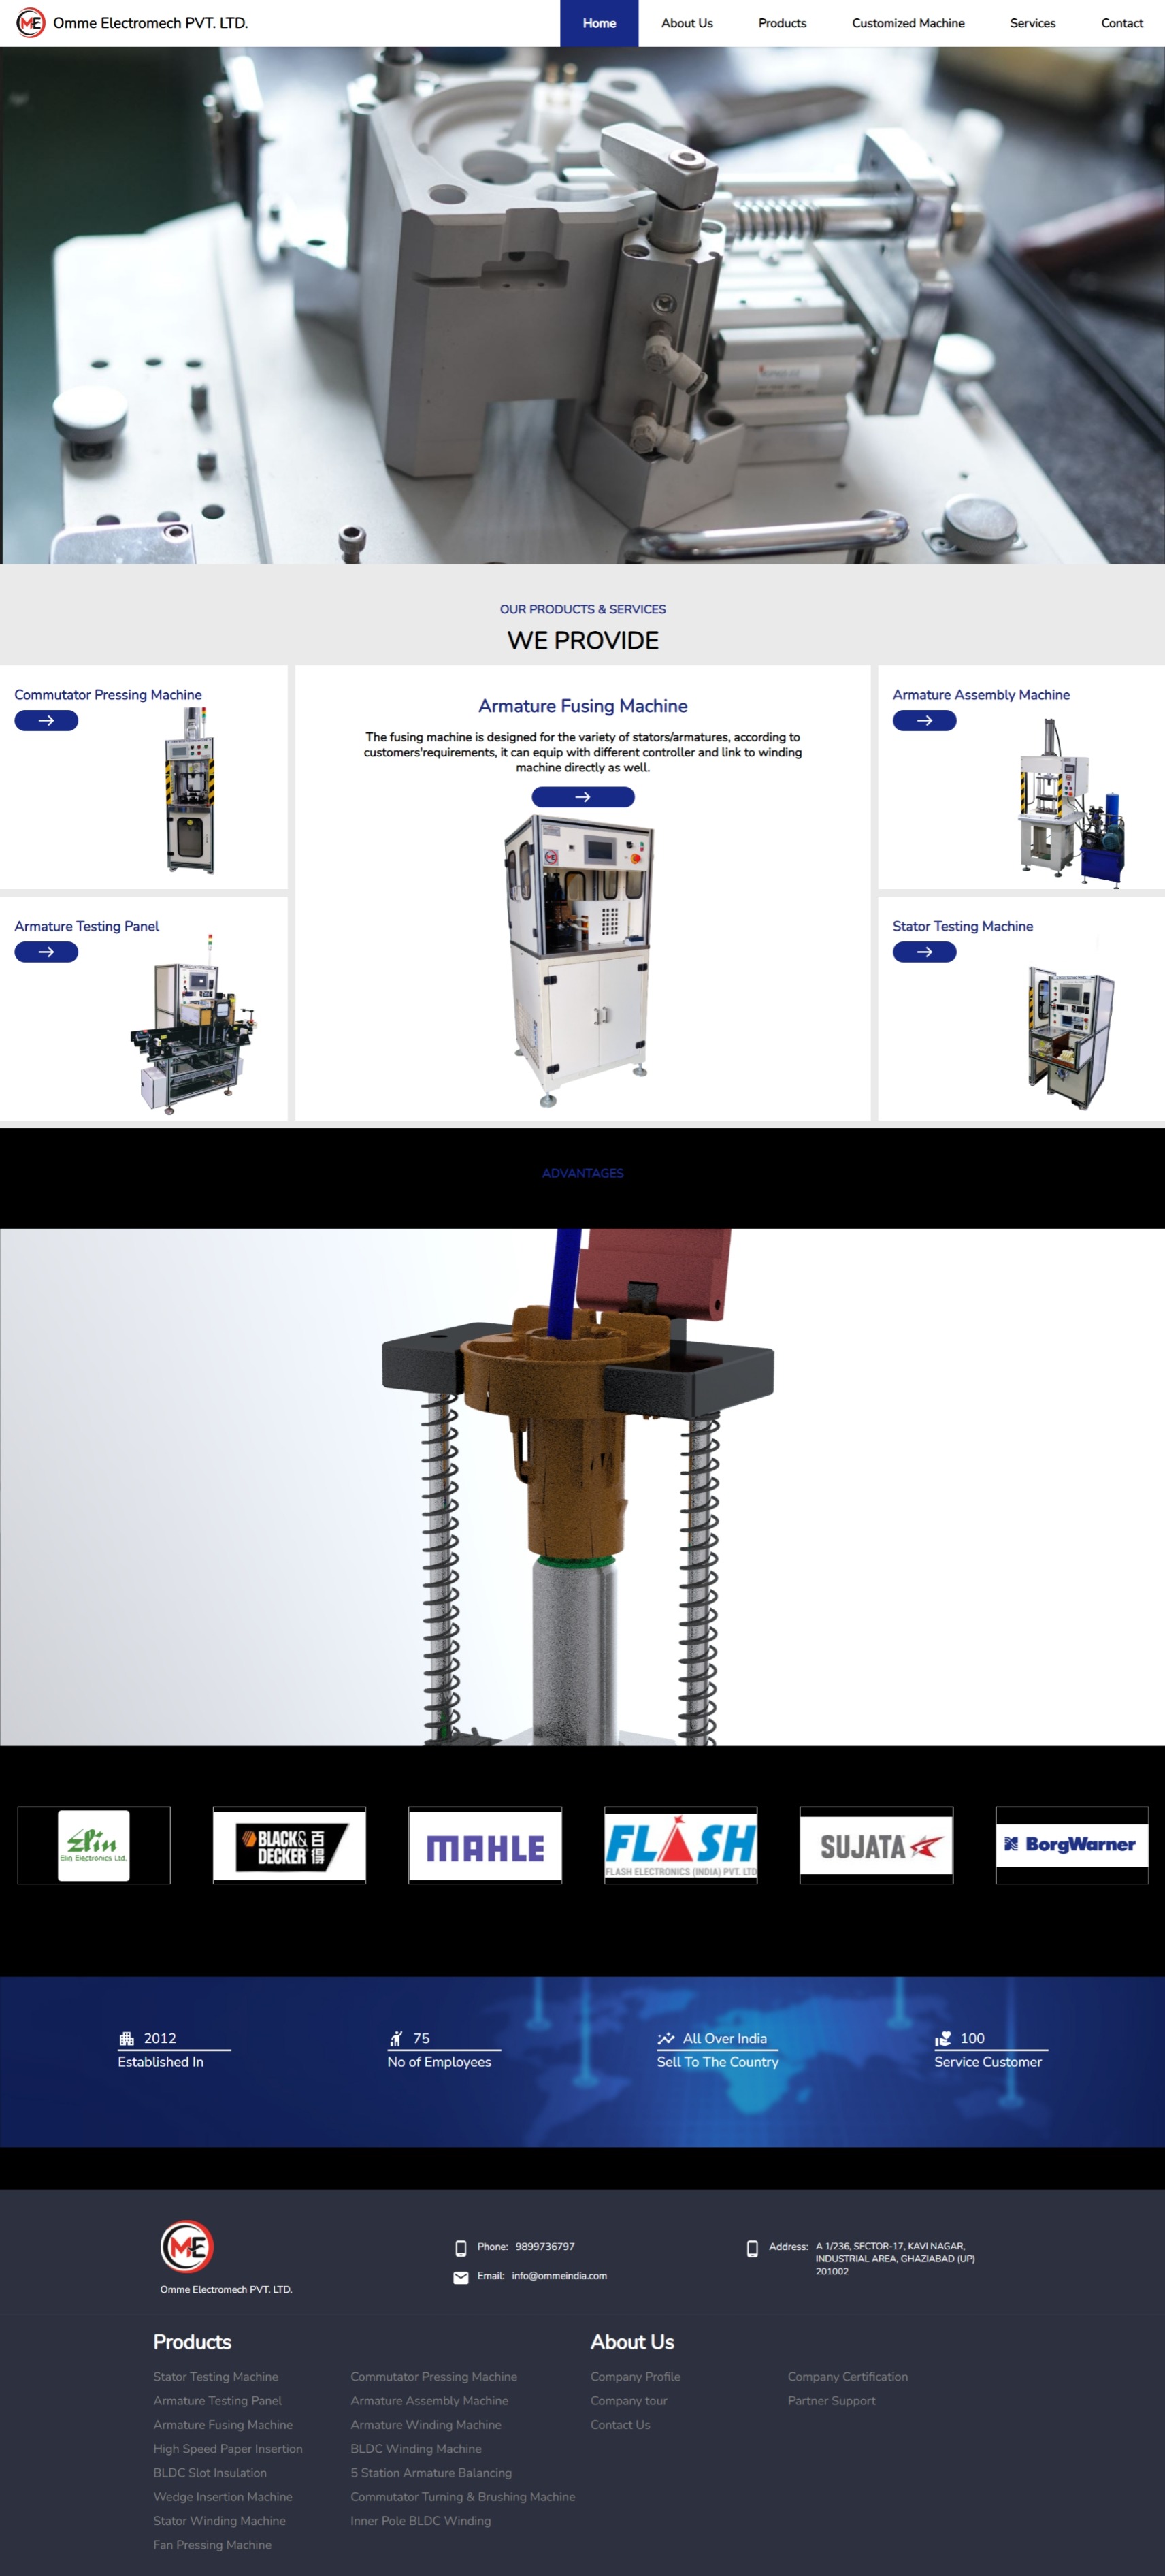 ME Omme Electromech PVT. LTD.
Home About Us Products Customized Machine Services Contact
OUR PRODUCTS & SERVICES
WE PROVIDE
Commutator Pressing Machine
Armature Fusing Machine
The fusing machine is designed for the variety of stators/armatures, according to
customers'requirements, it can equip with different controller and link to winding
machine directly as well.
Armature Assembly Machine
Armature Testing Panel
Stator Testing Machine
ADVANTAGES
Elin
Elin Electronics Ltd.
BLACK& DECKER 百得
MAHLE
FLASH
FLASH ELECTRONICS (INDIA) PVT. LTD
SUJATA
BorgWarner
2012
Established In
75
No of Employees
All Over India
Sell To The Country
100
Service Customer
ME
Omme Electromech PVT. LTD.
Phone: 9899736797
Email: info@ommeindia.com
Address: A 1/236, SECTOR-17, KAVI NAGAR,
INDUSTRIAL AREA, GHAZIABAD (UP)
201002
Products
Stator Testing Machine
Armature Testing Panel
Armature Fusing Machine
High Speed Paper Insertion
BLDC Slot Insulation
Wedge Insertion Machine
Stator Winding Machine
Fan Pressing Machine
Commutator Pressing Machine
Armature Assembly Machine
Armature Winding Machine
BLDC Winding Machine
5 Station Armature Balancing
Commutator Turning & Brushing Machine
Inner Pole BLDC Winding
About Us
Company Profile
Company tour
Contact Us
Company Certification
Partner Support